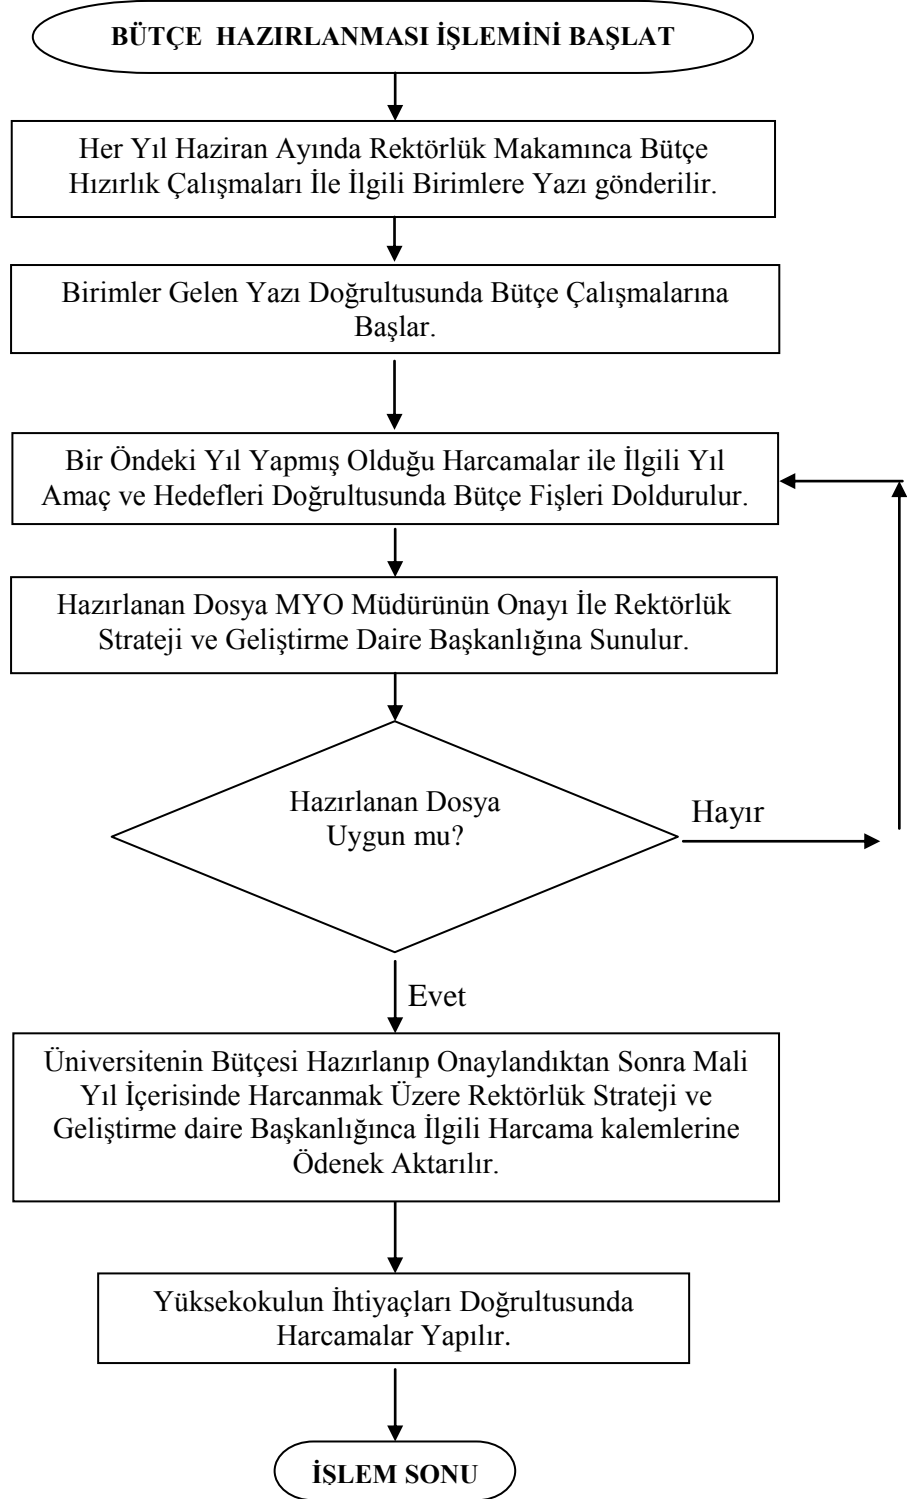 BÜTÇE HAZIRLANMASI İŞLEMİNİ BAŞLAT
Her Yıl Haziran Ayında Rektörlük Makamınca Bütçe
Hızırlık Çalışmaları İle İlgili Birimlere Yazı gönderilir.
Birimler Gelen Yazı Doğrultusunda Bütçe Çalışmalarına
Başlar.
Bir Öndeki Yıl Yapmış Olduğu Harcamalar ile İlgili Yıl
Amaç ve Hedefleri Doğrultusunda Bütçe Fişleri Doldurulur.
Hazırlanan Dosya MYO Müdürünün Onayı İle Rektörlük
Strateji ve Geliştirme Daire Başkanlığına Sunulur.
Hazırlanan Dosya
Uygun mu?
Hayır
Evet
Üniversitenin Bütçesi Hazırlanıp Onaylandıktan Sonra Mali
Yıl İçerisinde Harcanmak Üzere Rektörlük Strateji ve
Geliştirme daire Başkanlığınca İlgili Harcama kalemlerine
Ödenek Aktarılır.
Yüksekokulun İhtiyaçları Doğrultusunda
Harcamalar Yapılır.
İŞLEM SONU